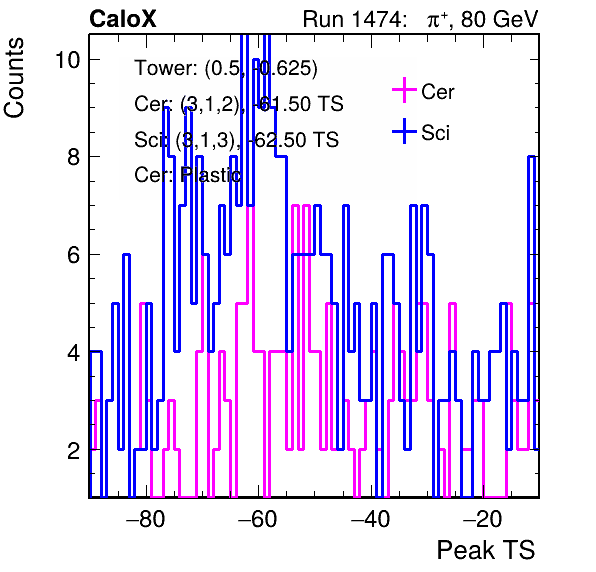 CaloX
Run 1474: π⁺, 80 GeV
Counts
10
8
6
4
2
Tower: (0.5, -0.625)
Cer: (3,1,2), -61.50 TS
Sci: (3,1,3), -62.50 TS
Cer: Plastic
Cer
Sci
−80 −60 −40 −20
Peak TS